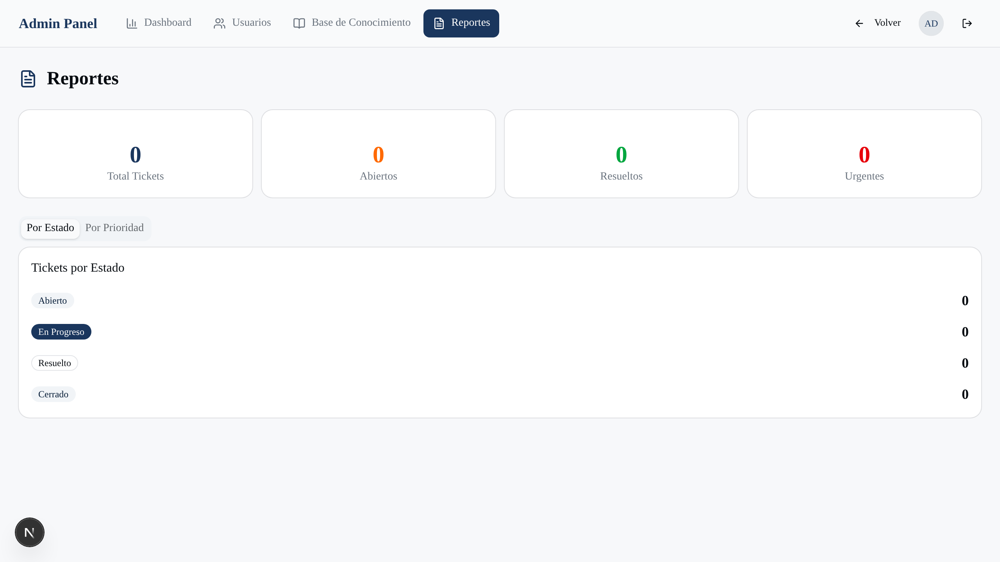 Admin Panel
Dashboard
Usuarios
Base de Conocimiento
Reportes
Volver
AD
Reportes
0
Total Tickets
0
Abiertos
0
Resueltos
0
Urgentes
Por Estado
Por Prioridad
Tickets por Estado
Abierto
0
En Progreso
0
Resuelto
0
Cerrado
0
N